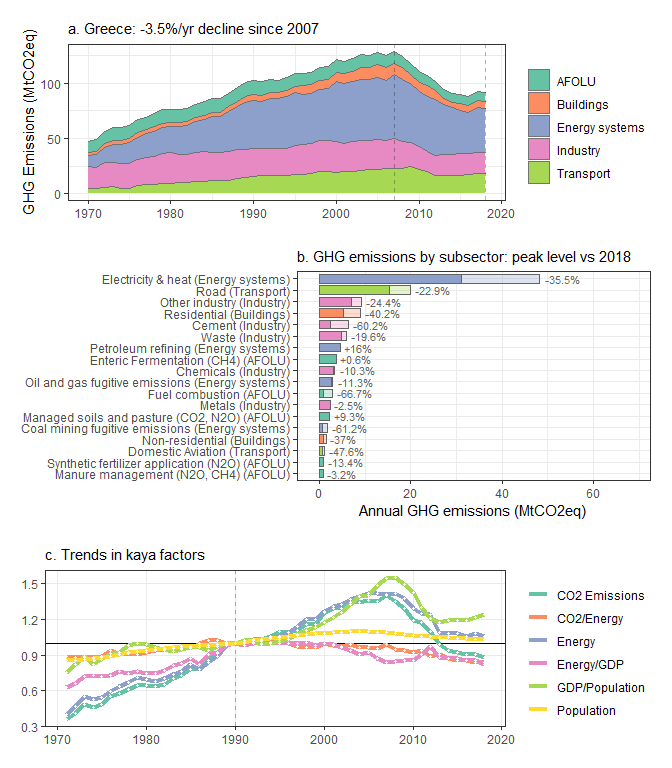 a. Greece: -3.5%/yr decline since 2007
GHG Emissions (MtCO2eq)
100
50
0
1970
1980
1990
2000
2010
2020
AFOLU
Buildings
Energy systems
Industry
Transport
b. GHG emissions by subsector: peak level vs 2018
Electricity & heat (Energy systems) -35.5%
Road (Transport) -22.9%
Other industry (Industry) -24.4%
Residential (Buildings) -40.2%
Cement (Industry) -60.2%
Waste (Industry) -19.6%
Petroleum refining (Energy systems) +16%
Enteric Fermentation (CH4) (AFOLU) +0.6%
Chemicals (Industry) -10.3%
Oil and gas fugitive emissions (Energy systems) -11.3%
Fuel combustion (AFOLU) -66.7%
Metals (Industry) -2.5%
Managed soils and pasture (CO2, N2O) (AFOLU) +9.3%
Coal mining fugitive emissions (Energy systems) -61.2%
Non-residential (Buildings) -37%
Domestic Aviation (Transport) -47.6%
Synthetic fertilizer application (N2O) (AFOLU) -13.4%
Manure management (N2O, CH4) (AFOLU) -3.2%
0
20
40
60
Annual GHG emissions (MtCO2eq)
c. Trends in kaya factors
1.5
1.2
0.9
0.6
0.3
1970
1980
1990
2000
2010
2020
CO2 Emissions
CO2/Energy
Energy
Energy/GDP
GDP/Population
Population